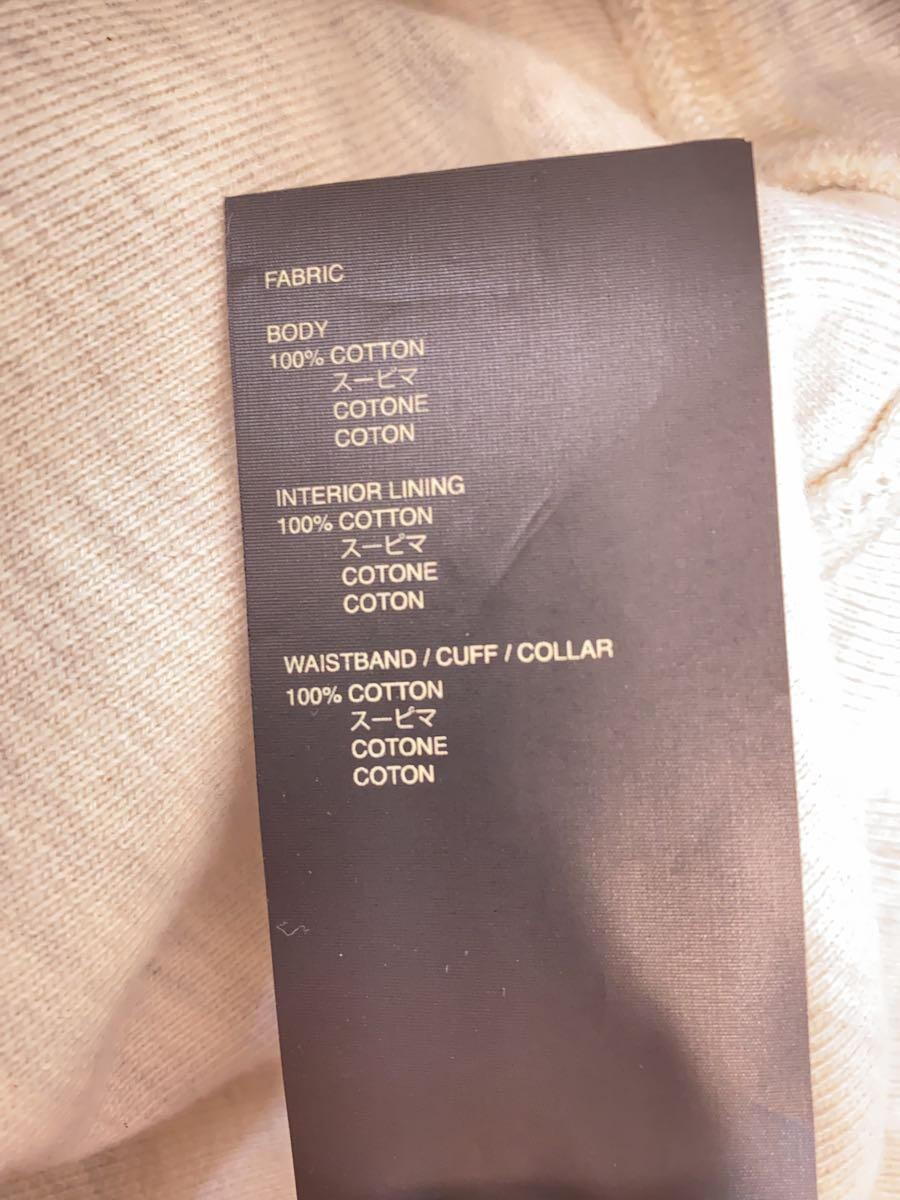 FABRIC
BODY
100% COTTON
スーピマ
COTONE
COTON
INTERIOR LINING
100% COTTON
スーピマ
COTONE
COTON
WAISTBAND / CUFF / COLLAR
100% COTTON
スーピマ
COTONE
COTON